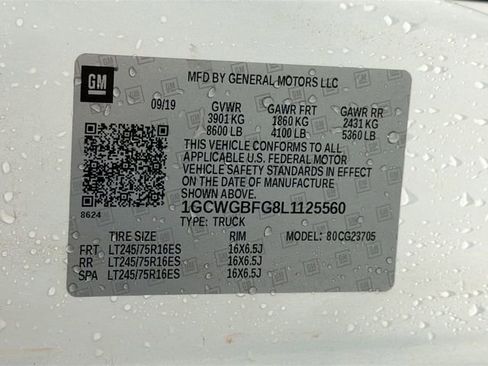 GM
MFD BY GENERAL MOTORS LLC
09/19 GVWR GAWR FRT GAWR RR
3901 KG 1860 KG 2431 KG
8600 LB 4100 LB 5360 LB
THIS VEHICLE CONFORMS TO ALL
APPLICABLE U.S. FEDERAL MOTOR
VEHICLE SAFETY STANDARDS IN EFFECT
ON THE DATE OF MANUFACTURE
SHOWN ABOVE.
8624 1GCWGBFG8L1125560
TYPE: TRUCK
TIRE SIZE RIM MODEL: 80CG23705
FRT LT245/75R16ES 16X6.5J
RR LT245/75R16ES 16X6.5J
SPA LT245/75R16ES 16X6.5J